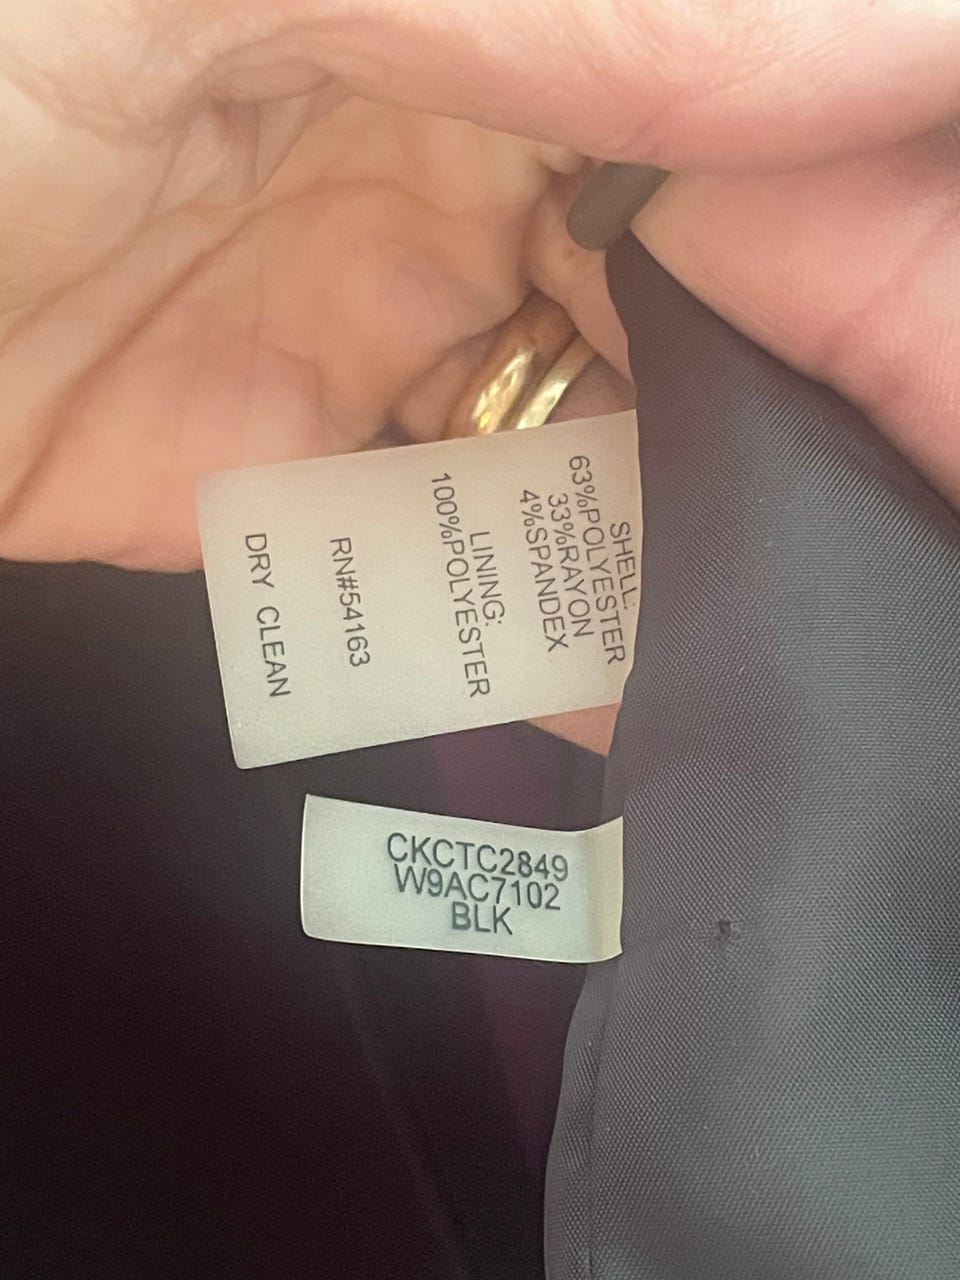 SHELL:
63%POLYESTER
33%RAYON
4%SPANDEX
LINING:
100%POLYESTER
RN#54163
DRY CLEAN
CKCTC2849
W9AC7102
BLK